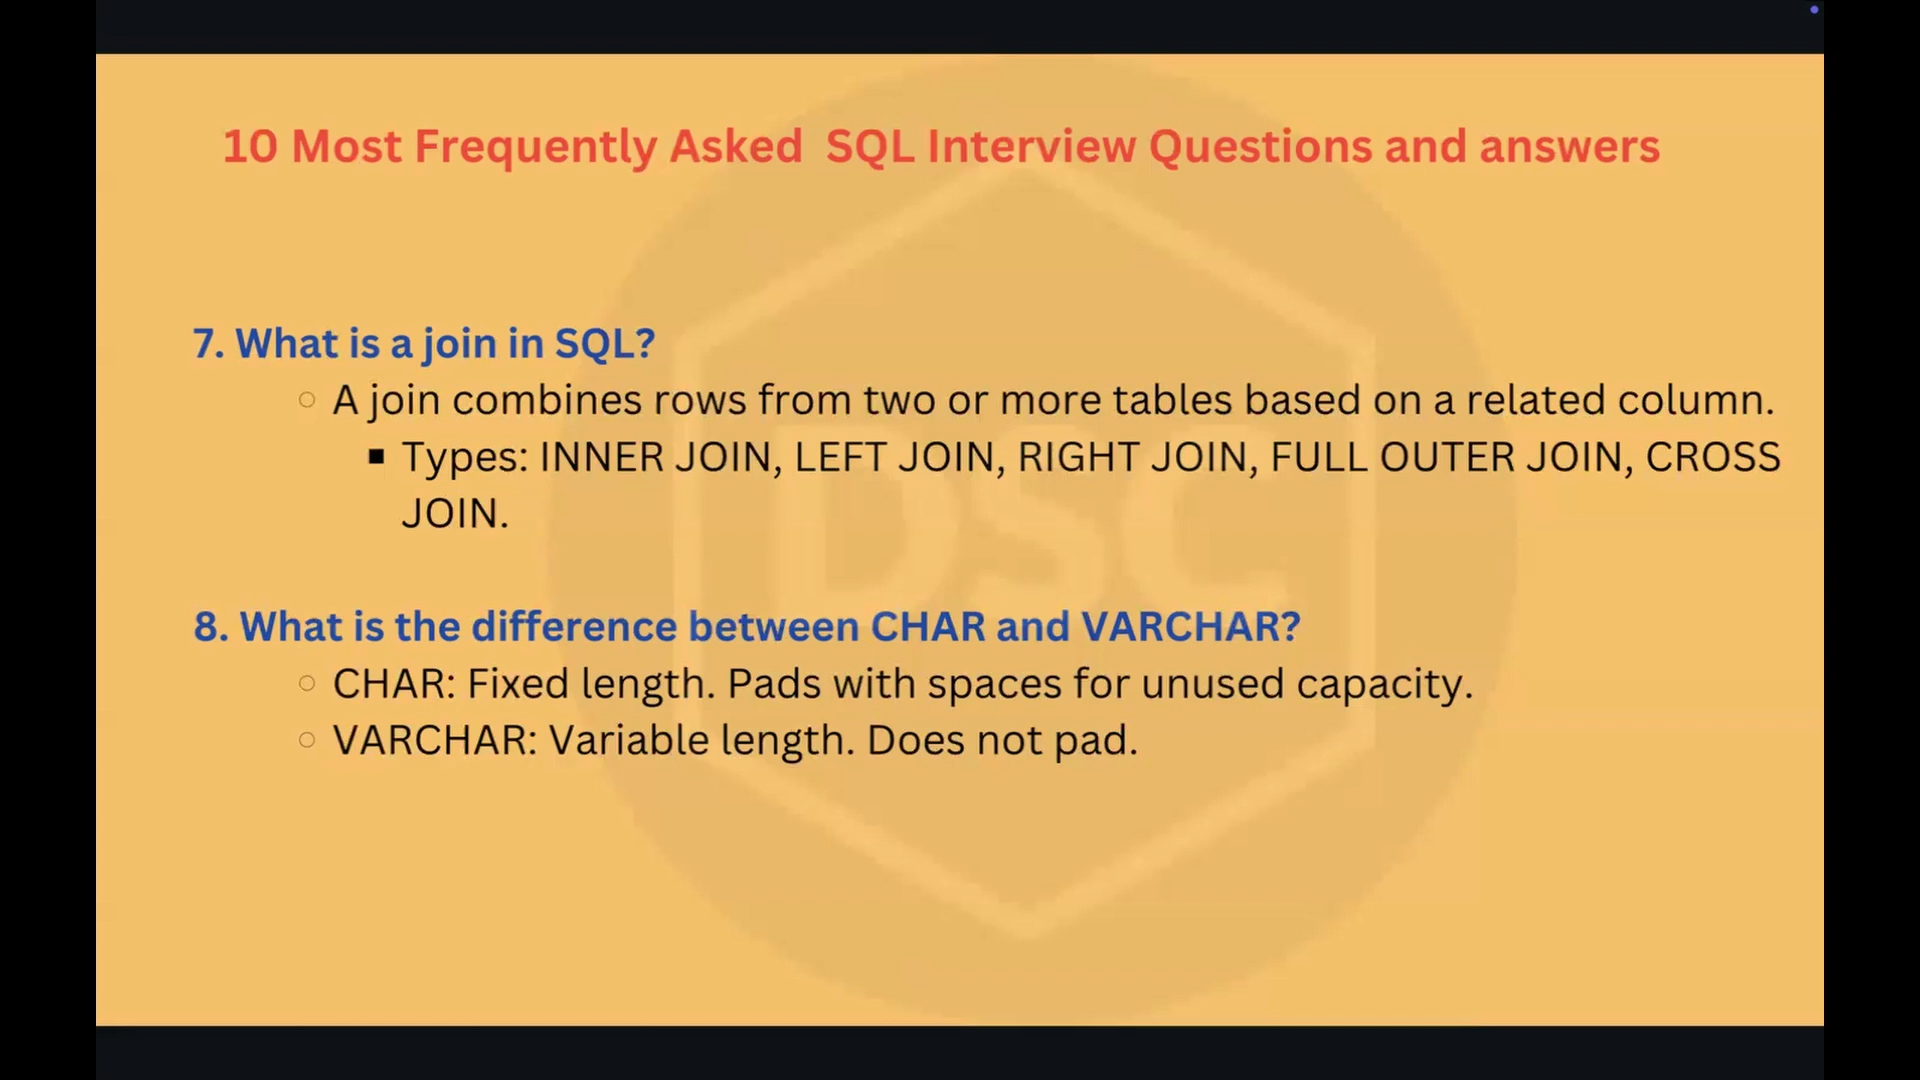 10 Most Frequently Asked SQL Interview Questions and answers
7. What is a join in SQL?
A join combines rows from two or more tables based on a related column.
Types: INNER JOIN, LEFT JOIN, RIGHT JOIN, FULL OUTER JOIN, CROSS
JOIN.
DSC
8. What is the difference between CHAR and VARCHAR?
CHAR: Fixed length. Pads with spaces for unused capacity.
VARCHAR: Variable length. Does not pad.